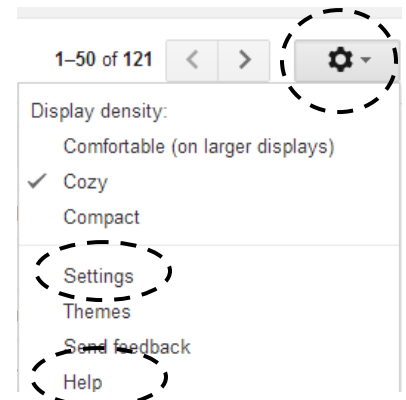 1–50 of 121
Display density:
Comfortable (on larger displays)
Cozy
Compact
Settings
Themes
Send feedback
Help